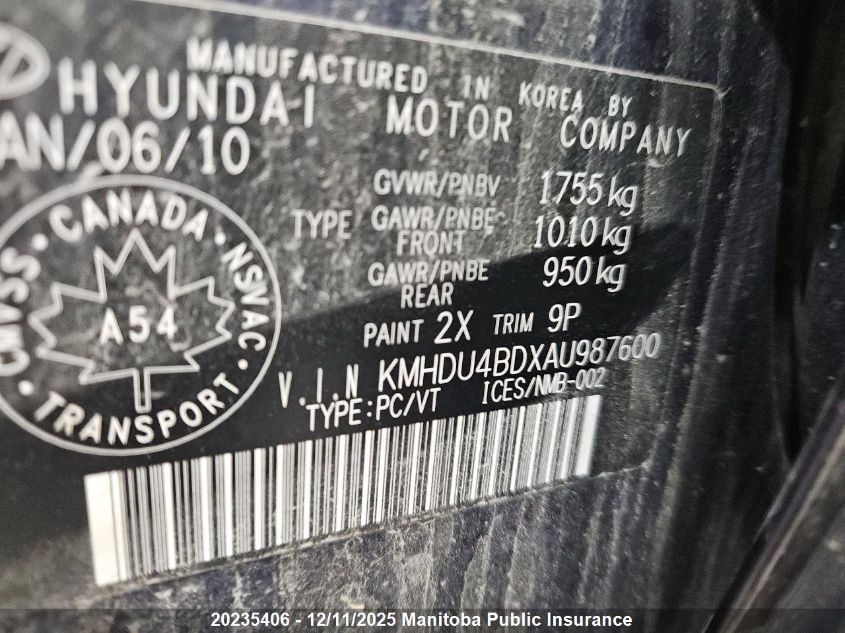 MANUFACTURED IN KOREA BY
HYUNDAI MOTOR COMPANY
AN/06/10
GVWR/PNBV 1755 kg
TYPE GAWR/PNBE FRONT 1010 kg
GAWR/PNBE REAR 950 kg
PAINT 2X TRIM 9P
V.I.N KMHDU4BDXAU987600
TYPE:PC/VT ICES/NMB-002
CANADA
CMVSS NSVAC
A54
TRANSPORT
20235406 - 12/11/2025 Manitoba Public Insurance